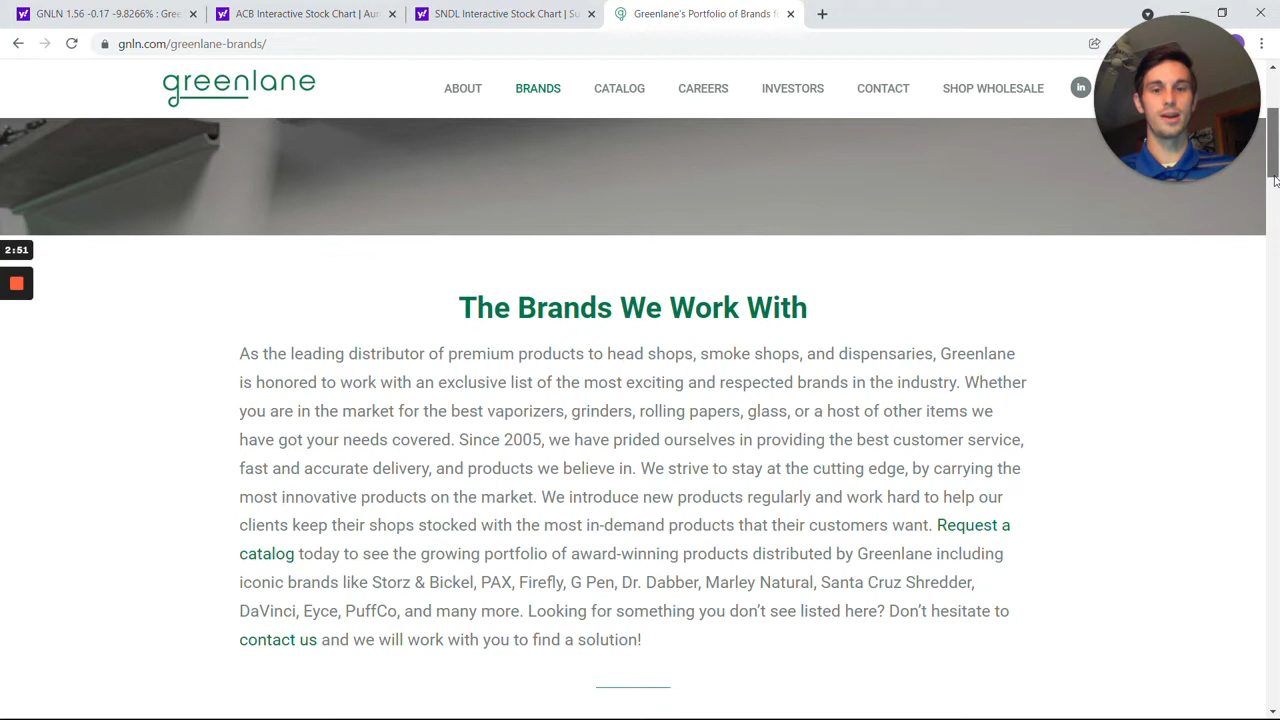 GNLN 1.56 -0.17 -9.8266% : Gree
ACB Interactive Stock Chart | Aur
SNDL Interactive Stock Chart | Su
Greenlane's Portfolio of Brands f
gnln.com/greenlane-brands/
greenlane
ABOUT
BRANDS
CATALOG
CAREERS
INVESTORS
CONTACT
SHOP WHOLESALE
in
2:51
The Brands We Work With
As the leading distributor of premium products to head shops, smoke shops, and dispensaries, Greenlane
is honored to work with an exclusive list of the most exciting and respected brands in the industry. Whether
you are in the market for the best vaporizers, grinders, rolling papers, glass, or a host of other items we
have got your needs covered. Since 2005, we have prided ourselves in providing the best customer service,
fast and accurate delivery, and products we believe in. We strive to stay at the cutting edge, by carrying the
most innovative products on the market. We introduce new products regularly and work hard to help our
clients keep their shops stocked with the most in-demand products that their customers want. Request a
catalog today to see the growing portfolio of award-winning products distributed by Greenlane including
iconic brands like Storz & Bickel, PAX, Firefly, G Pen, Dr. Dabber, Marley Natural, Santa Cruz Shredder,
DaVinci, Eyce, PuffCo, and many more. Looking for something you don't see listed here? Don't hesitate to
contact us and we will work with you to find a solution!